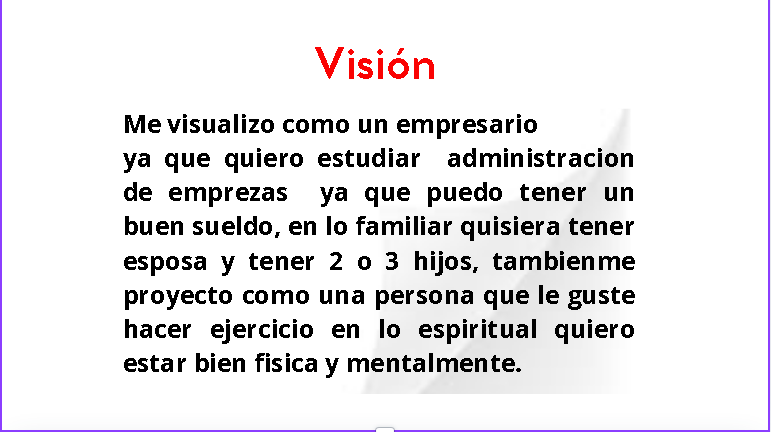 Visión
Me visualizo como un empresario
ya que quiero estudiar administracion
de emprezas ya que puedo tener un
buen sueldo, en lo familiar quisiera tener
esposa y tener 2 o 3 hijos, tambienme
proyecto como una persona que le guste
hacer ejercicio en lo espiritual quiero
estar bien fisica y mentalmente.